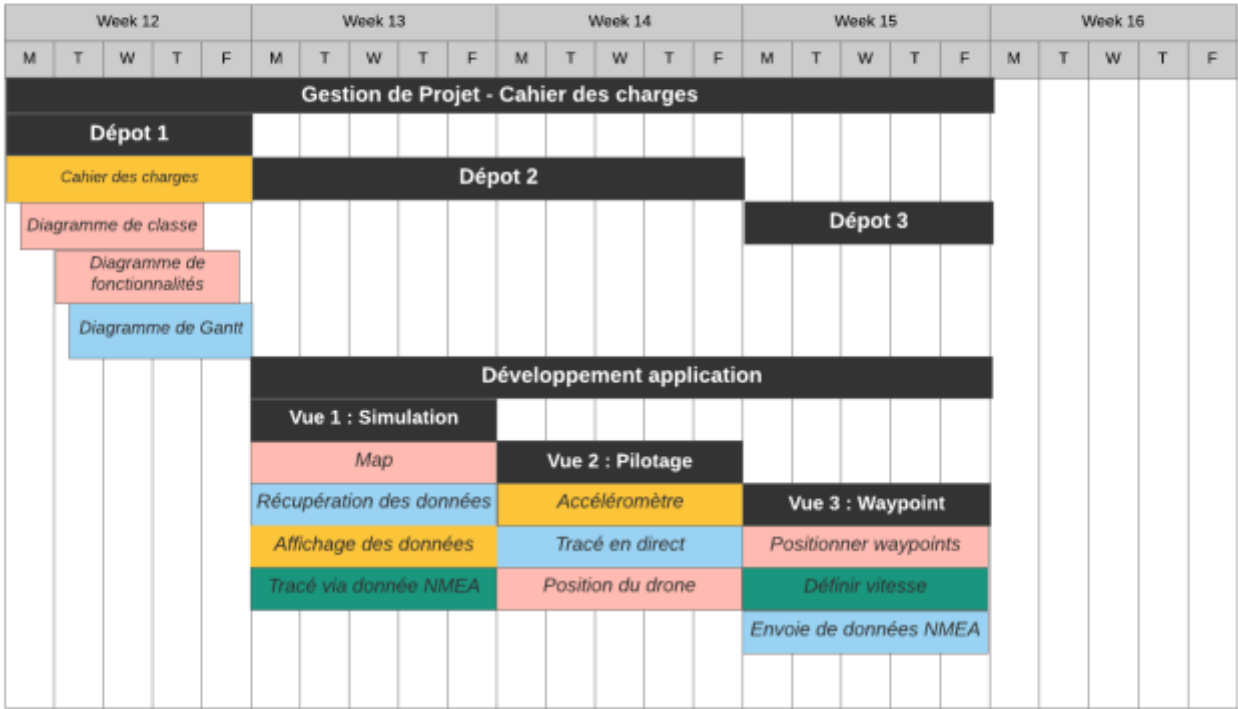 Week 12 Week 13 Week 14 Week 15 Week 16
M T W T F M T W T F M T W T F M T W T F M T W T F
Gestion de Projet - Cahier des charges
Dépot 1
Cahier des charges
Dépot 2
Diagramme de classe
Dépot 3
Diagramme de
fonctionnalités
Diagramme de Gantt
Développement application
Vue 1 : Simulation
Map
Vue 2 : Pilotage
Récupération des données
Accéléromètre
Vue 3 : Waypoint
Affichage des données
Tracé en direct
Positionner waypoints
Tracé via donnée NMEA
Position du drone
Définir vitesse
Envoie de données NMEA